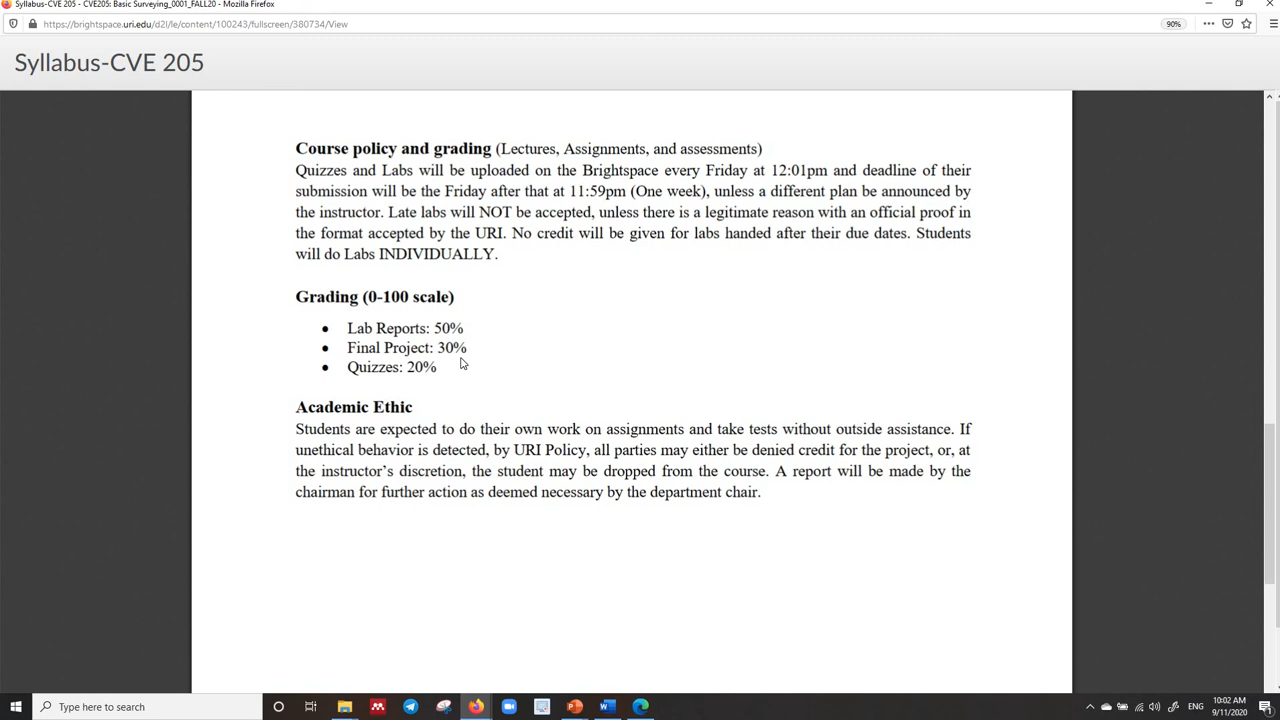 Syllabus-CVE 205 - CVE205: Basic Surveying_0001_FALL20 - Mozilla Firefox
https://brightspace.uri.edu/d2l/le/content/100243/fullscreen/380734/View
90%
Syllabus-CVE 205
Course policy and grading (Lectures, Assignments, and assessments)
Quizzes and Labs will be uploaded on the Brightspace every Friday at 12:01pm and deadline of their
submission will be the Friday after that at 11:59pm (One week), unless a different plan be announced by
the instructor. Late labs will NOT be accepted, unless there is a legitimate reason with an official proof in
the format accepted by the URI. No credit will be given for labs handed after their due dates. Students
will do Labs INDIVIDUALLY.
Grading (0-100 scale)
• Lab Reports: 50%
• Final Project: 30%
• Quizzes: 20%
Academic Ethic
Students are expected to do their own work on assignments and take tests without outside assistance. If
unethical behavior is detected, by URI Policy, all parties may either be denied credit for the project, or, at
the instructor's discretion, the student may be dropped from the course. A report will be made by the
chairman for further action as deemed necessary by the department chair.
Type here to search
ENG
10:02 AM
9/11/2020